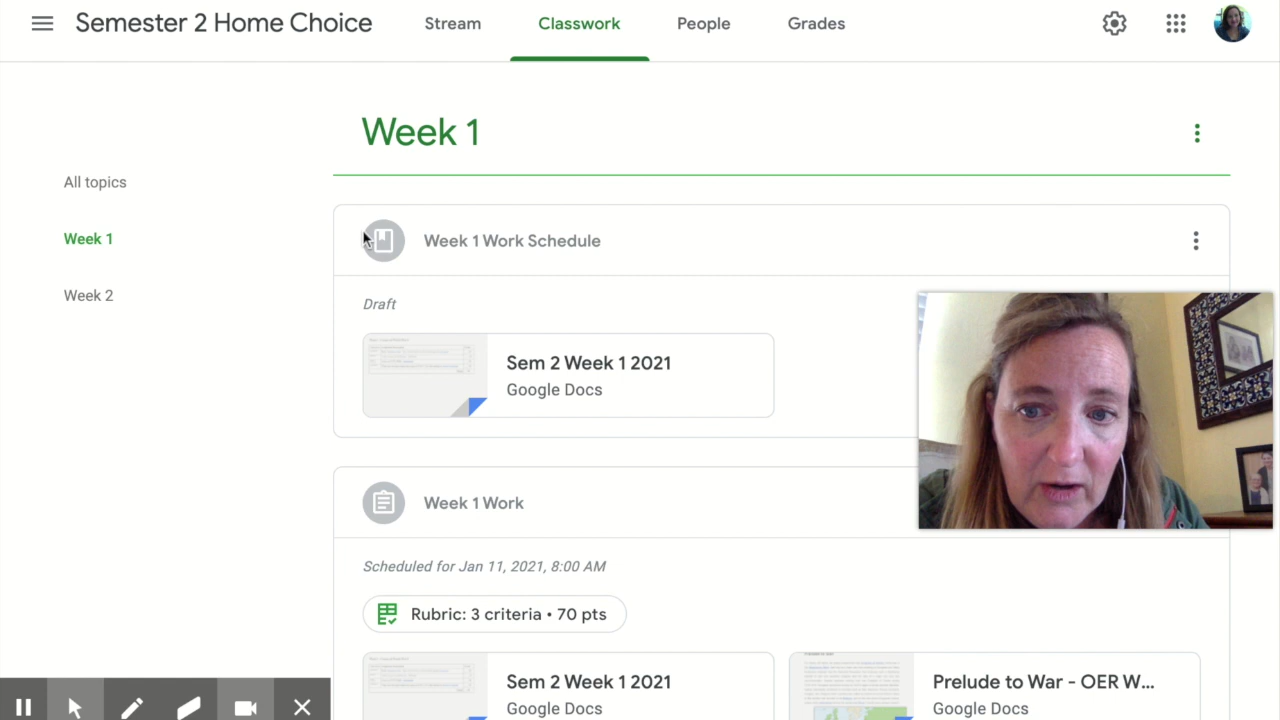 Semester 2 Home Choice
Stream
Classwork
People
Grades
Week 1
All topics
Week 1
Week 2
Week 1 Work Schedule
Draft
Sem 2 Week 1 2021
Google Docs
Week 1 Work
Scheduled for Jan 11, 2021, 8:00 AM
Rubric: 3 criteria • 70 pts
Sem 2 Week 1 2021
Google Docs
Prelude to War - OER W...
Google Docs